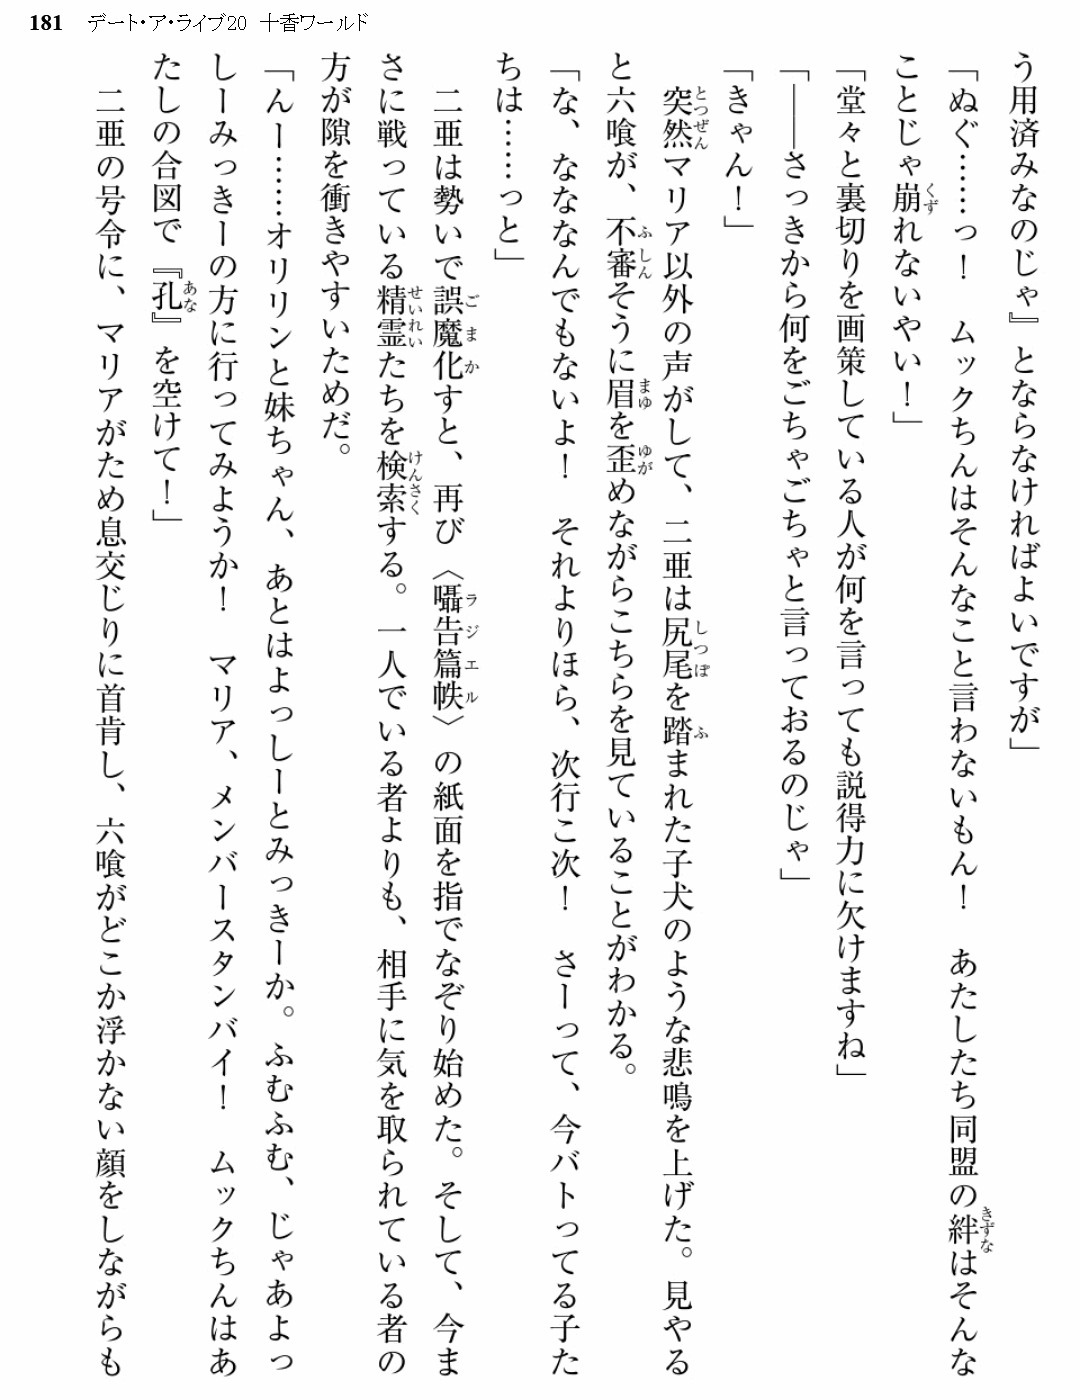 181 デート・ア・ライブ20 十香ワールド
う用済みなのじゃ』とならなければよいですが」
「ぬぐ……っ！　ムックちんはそんなこと言わないもん！　あたしたち同盟の絆はそんな
ことじゃ崩れないやい！」
「堂々と裏切りを画策している人が何を言っても説得力に欠けますね」
「――さっきから何をごちゃごちゃと言っておるのじゃ」
「きゃん！」
　突然マリア以外の声がして、二亜は尻尾を踏まれた子犬のような悲鳴を上げた。見やる
と六喰が、不審そうに眉を歪めながらこちらを見ていることがわかる。
「な、なななんでもないよ！　それよりほら、次行こ次！　さーって、今バトってる子た
ちは……っと」
　二亜は勢いで誤魔化すと、再び〈囁告篇帙〉の紙面を指でなぞり始めた。そして、今ま
さに戦っている精霊たちを検索する。一人でいる者よりも、相手に気を取られている者の
方が隙を衝きやすいためだ。
「んー……オリリンと妹ちゃん、あとはよっしーとみっきーか。ふむふむ、じゃあよっ
しーみっきーの方に行ってみようか！　マリア、メンバースタンバイ！　ムックちんはあ
たしの合図で『孔』を空けて！」
　二亜の号令に、マリアがため息交じりに首肯し、六喰がどこか浮かない顔をしながらも